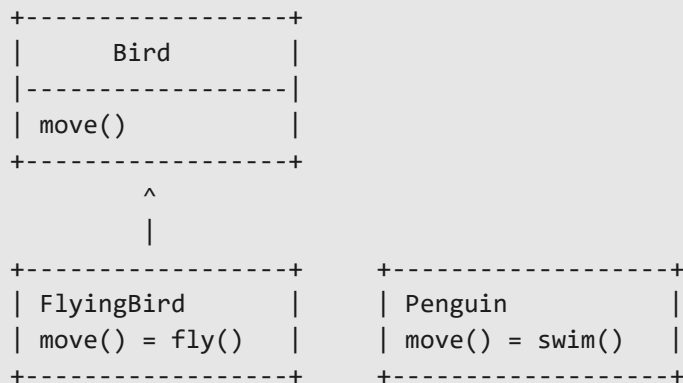 Bird
move()
FlyingBird
move() = fly()
Penguin
move() = swim()